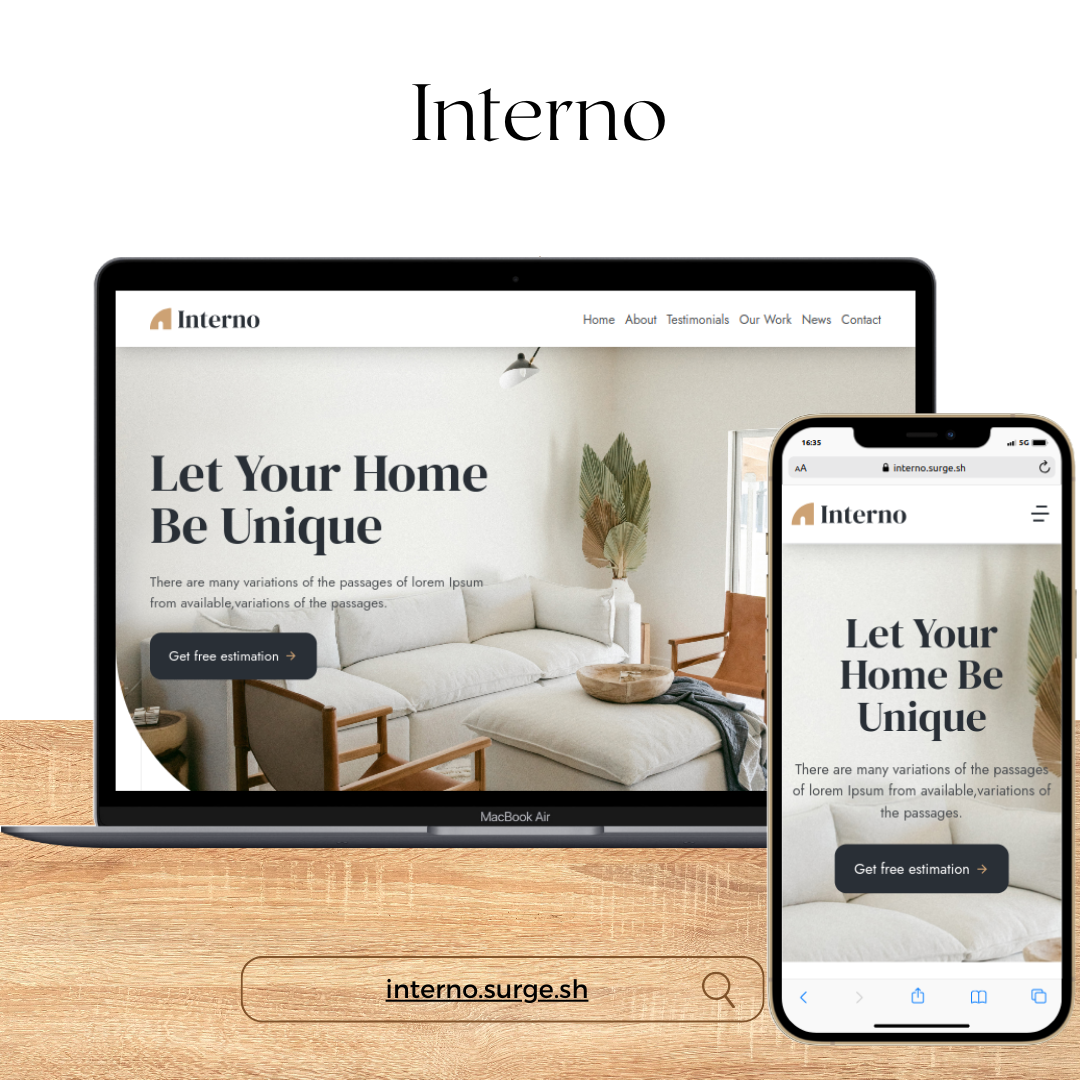 Interno
Interno
Home About Testimonials Our Work News Contact
Let Your Home
Be Unique
There are many variations of the passages of lorem Ipsum
from available,variations of the passages.
Get free estimation →
MacBook Air
16:35
5G
AA
interno.surge.sh
Interno
Let Your
Home Be
Unique
There are many variations of the passages
of lorem Ipsum from available,variations of
the passages.
Get free estimation →
interno.surge.sh